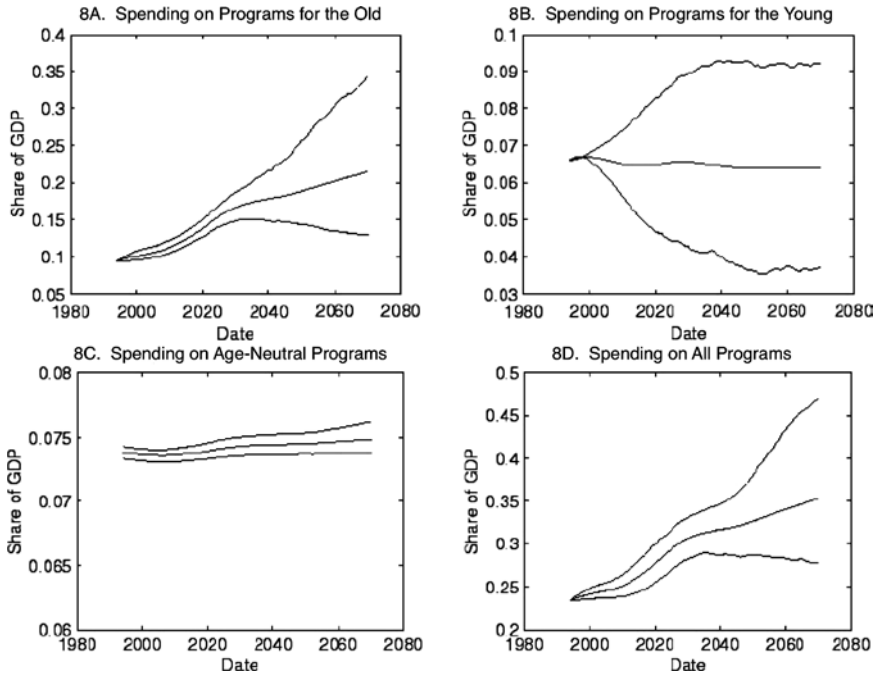 8A. Spending on Programs for the Old
0.4
0.35
0.3
0.25
0.2
0.15
0.1
0.05
Share of GDP
1980 2000 2020 2040 2060 2080
Date
8B. Spending on Programs for the Young
0.1
0.09
0.08
0.07
0.06
0.05
0.04
0.03
Share of GDP
1980 2000 2020 2040 2060 2080
Date
8C. Spending on Age-Neutral Programs
0.08
0.075
0.07
0.065
0.06
Share of GDP
1980 2000 2020 2040 2060 2080
Date
8D. Spending on All Programs
0.5
0.45
0.4
0.35
0.3
0.25
0.2
Share of GDP
1980 2000 2020 2040 2060 2080
Date